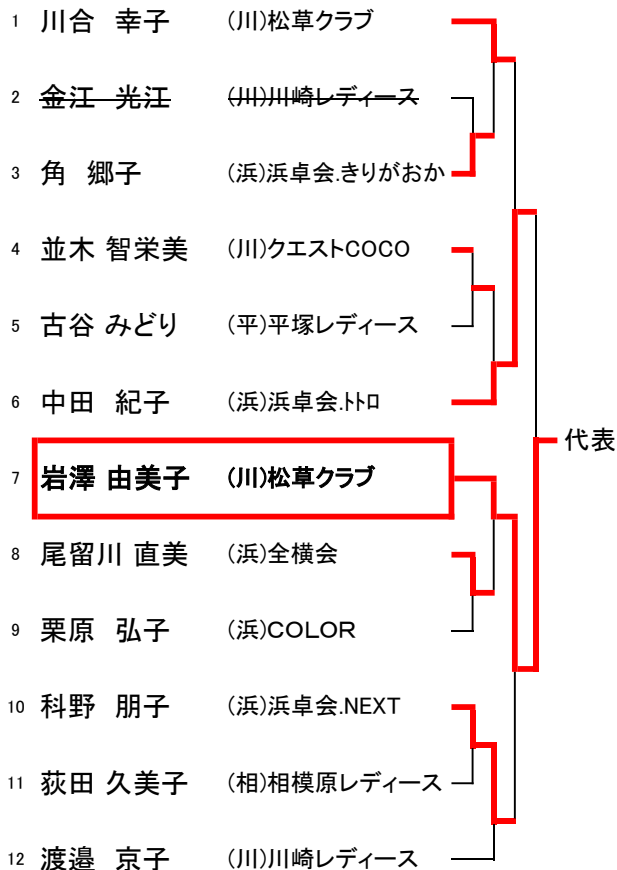 1 川合 幸子 (川)松草クラブ
2 金江 光江 (川)川崎レディース
3 角 郷子 (浜)浜卓会.きりがおか
4 並木 智栄美 (川)クエストCOCO
5 古谷 みどり (平)平塚レディース
6 中田 紀子 (浜)浜卓会.トトロ
代表
7 岩澤 由美子 (川)松草クラブ
8 尾留川 直美 (浜)全横会
9 栗原 弘子 (浜)COLOR
10 科野 朋子 (浜)浜卓会.NEXT
11 荻田 久美子 (相)相模原レディース
12 渡邉 京子 (川)川崎レディース